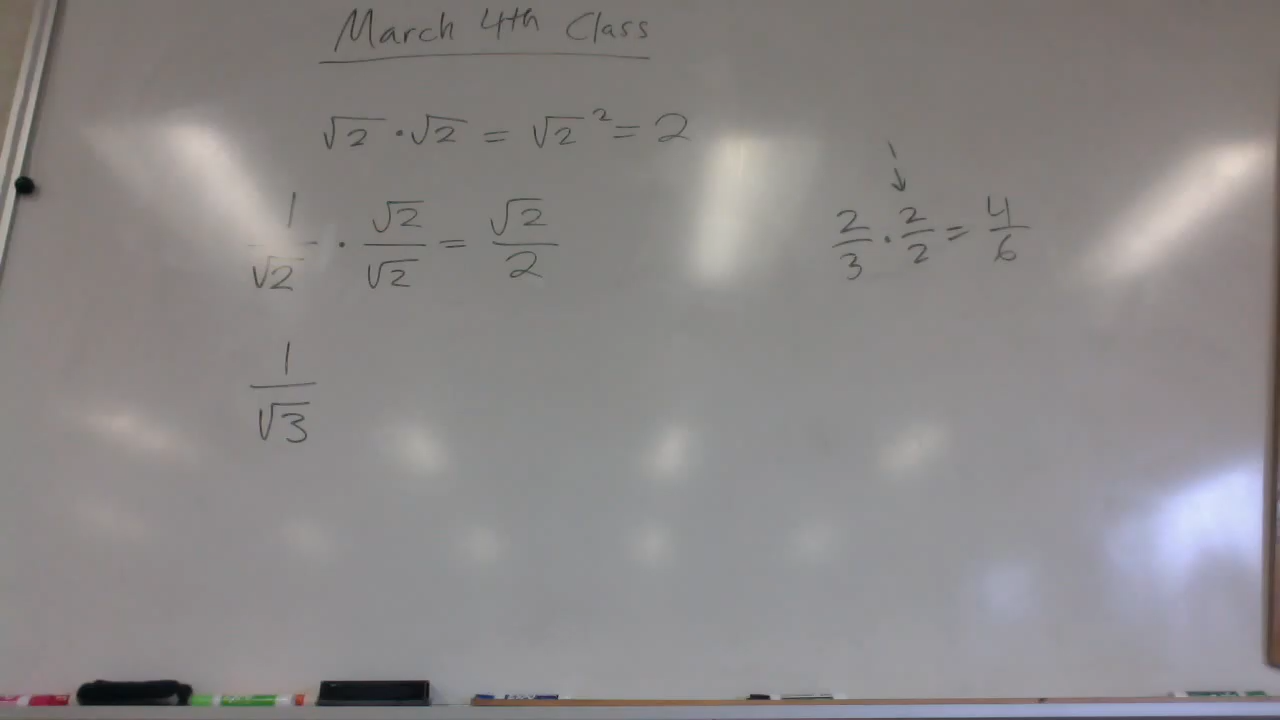 March 4th Class
√2 · √2 = √2² = 2
1/√2 · √2/√2 = √2/2
2/3 · 2/2 = 4/6
1/√3